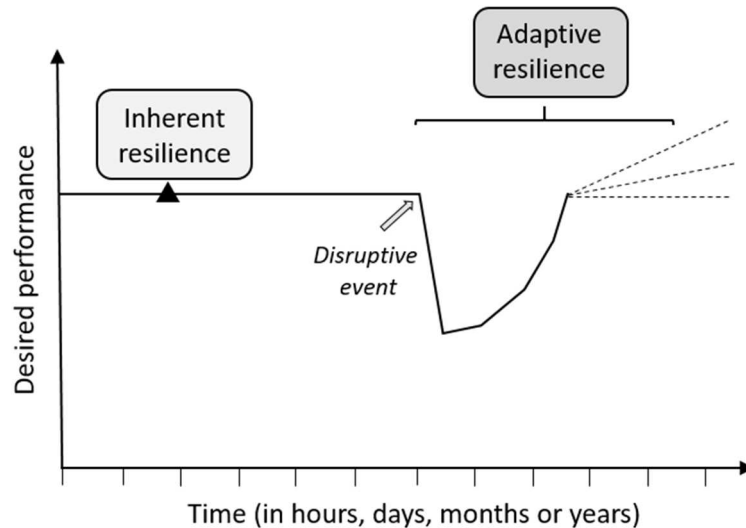 Adaptive
resilience
Inherent
resilience
Disruptive
event
Desired performance
Time (in hours, days, months or years)